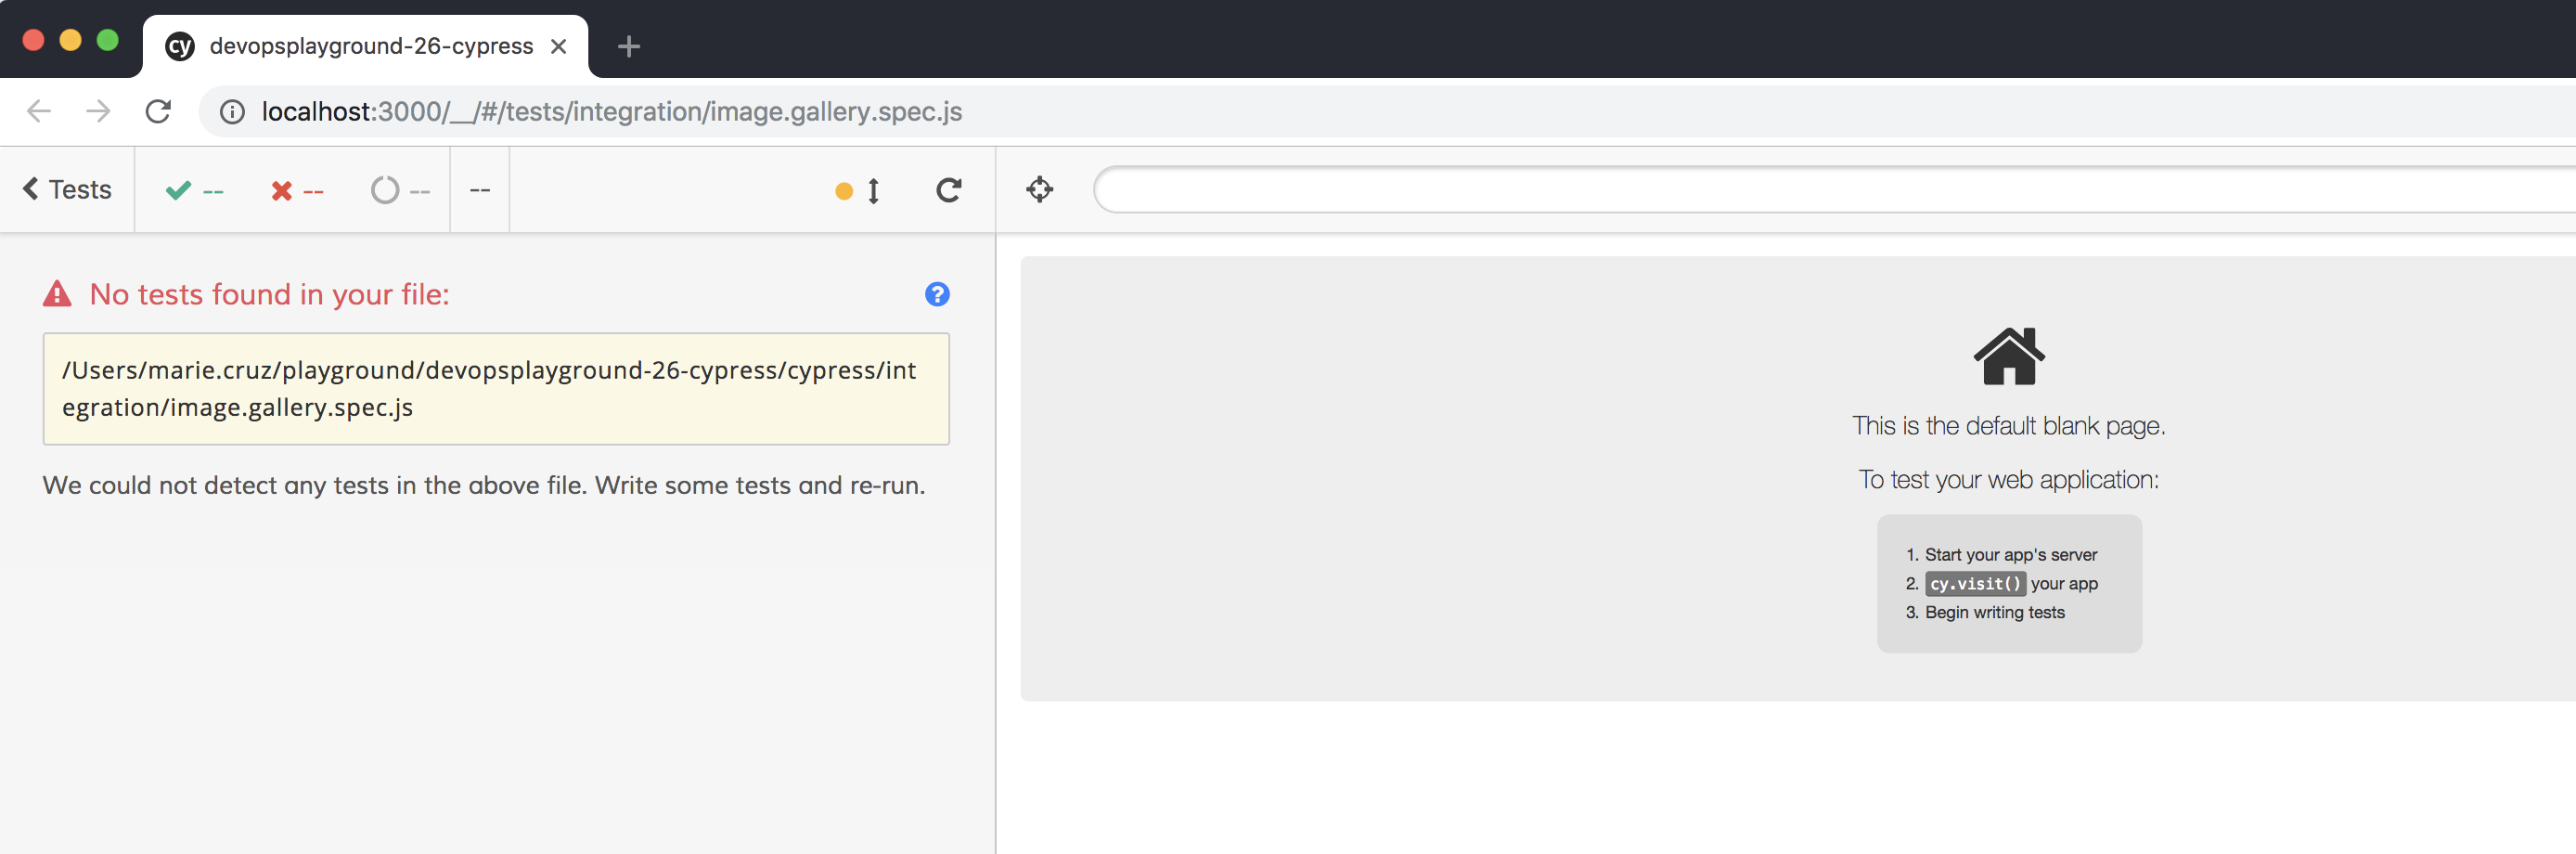 cy devopsplayground-26-cypress
localhost:3000/__/#/tests/integration/image.gallery.spec.js
Tests -- -- -- --
No tests found in your file:
/Users/marie.cruz/playground/devopsplayground-26-cypress/cypress/int
egration/image.gallery.spec.js
We could not detect any tests in the above file. Write some tests and re-run.
This is the default blank page.
To test your web application:
1. Start your app's server
2. cy.visit() your app
3. Begin writing tests